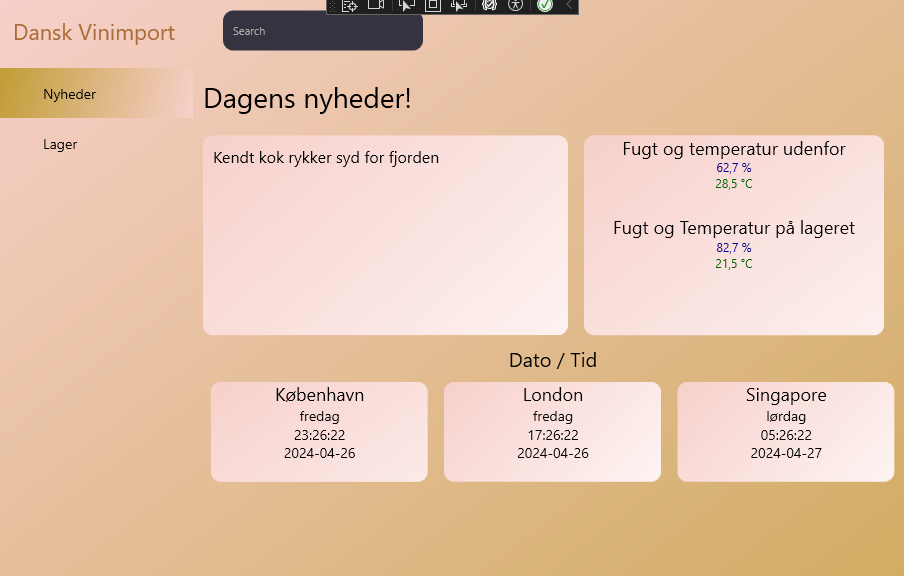 Dansk Vinimport
Search
Nyheder
Lager
Dagens nyheder!
Kendt kok rykker syd for fjorden
Fugt og temperatur udenfor
62,7 %
28,5 °C
Fugt og Temperatur på lageret
82,7 %
21,5 °C
Dato / Tid
København
fredag
23:26:22
2024-04-26
London
fredag
17:26:22
2024-04-26
Singapore
lørdag
05:26:22
2024-04-27